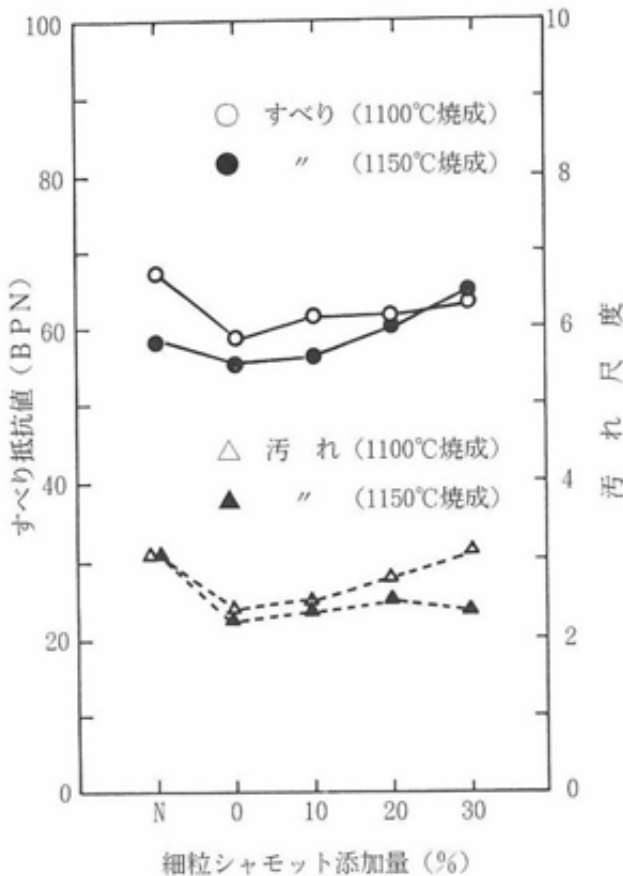 100
80
60
40
20
0
すべり抵抗値（BPN）
○ すべり（1100℃焼成）
● 〃 （1150℃焼成）
△ 汚れ（1100℃焼成）
▲ 〃 （1150℃焼成）
10
8
6
4
2
0
汚れ尺度
N 0 10 20 30
細粒シャモット添加量（%）